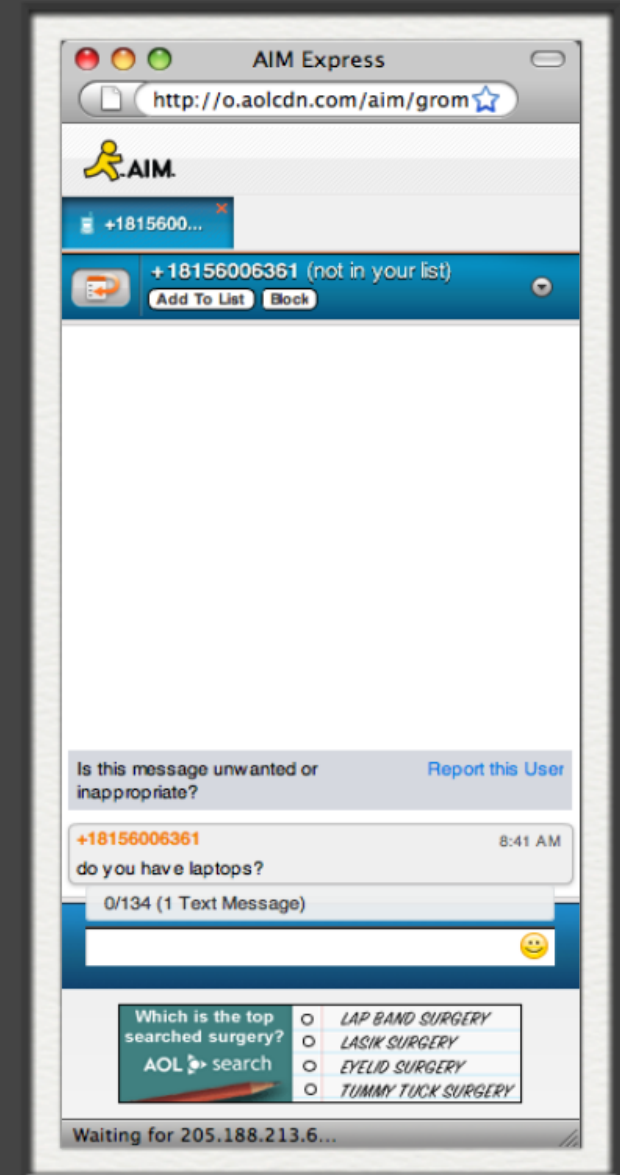 AIM Express
http://o.aolcdn.com/aim/grom
AIM.
+1815600...
+18156006361 (not in your list)
Add To List Block
Is this message unwanted or
inappropriate?
Report this User
+18156006361 8:41 AM
do you have laptops?
0/134 (1 Text Message)
Which is the top
searched surgery?
AOL search
LAP BAND SURGERY
LASIK SURGERY
EYELID SURGERY
TUMMY TUCK SURGERY
Waiting for 205.188.213.6...